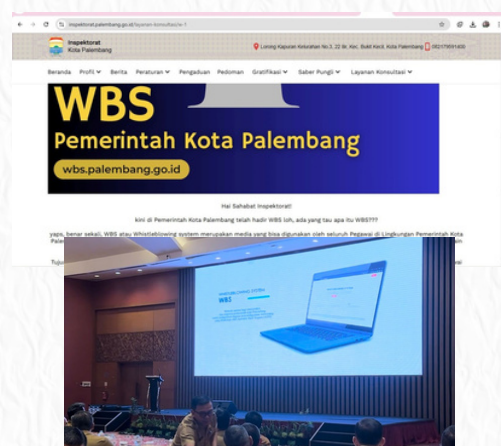 inspektorat.palembang.go.id/layanan-konsultasi/w-1
Inspektorat
Kota Palembang
Lorong Kapuran Kelurahan No.3, 22 Ilir, Kec. Bukit Kecil, Kota Palembang
082179591400
Beranda Profil Berita Peraturan Pengaduan Pedoman Gratifikasi Saber Pungli Layanan Konsultasi
WBS
Pemerintah Kota Palembang
wbs.palembang.go.id
Hai Sahabat Inspektorat!
kini di Pemerintah Kota Palembang telah hadir WBS loh, ada yang tau apa itu WBS???
yaps, benar sekali, WBS atau Whistleblowing system merupakan media yang bisa digunakan oleh seluruh Pegawai di Lingkungan Pemerintah Kota
WHISTLEBLOWING SYSTEM
WBS